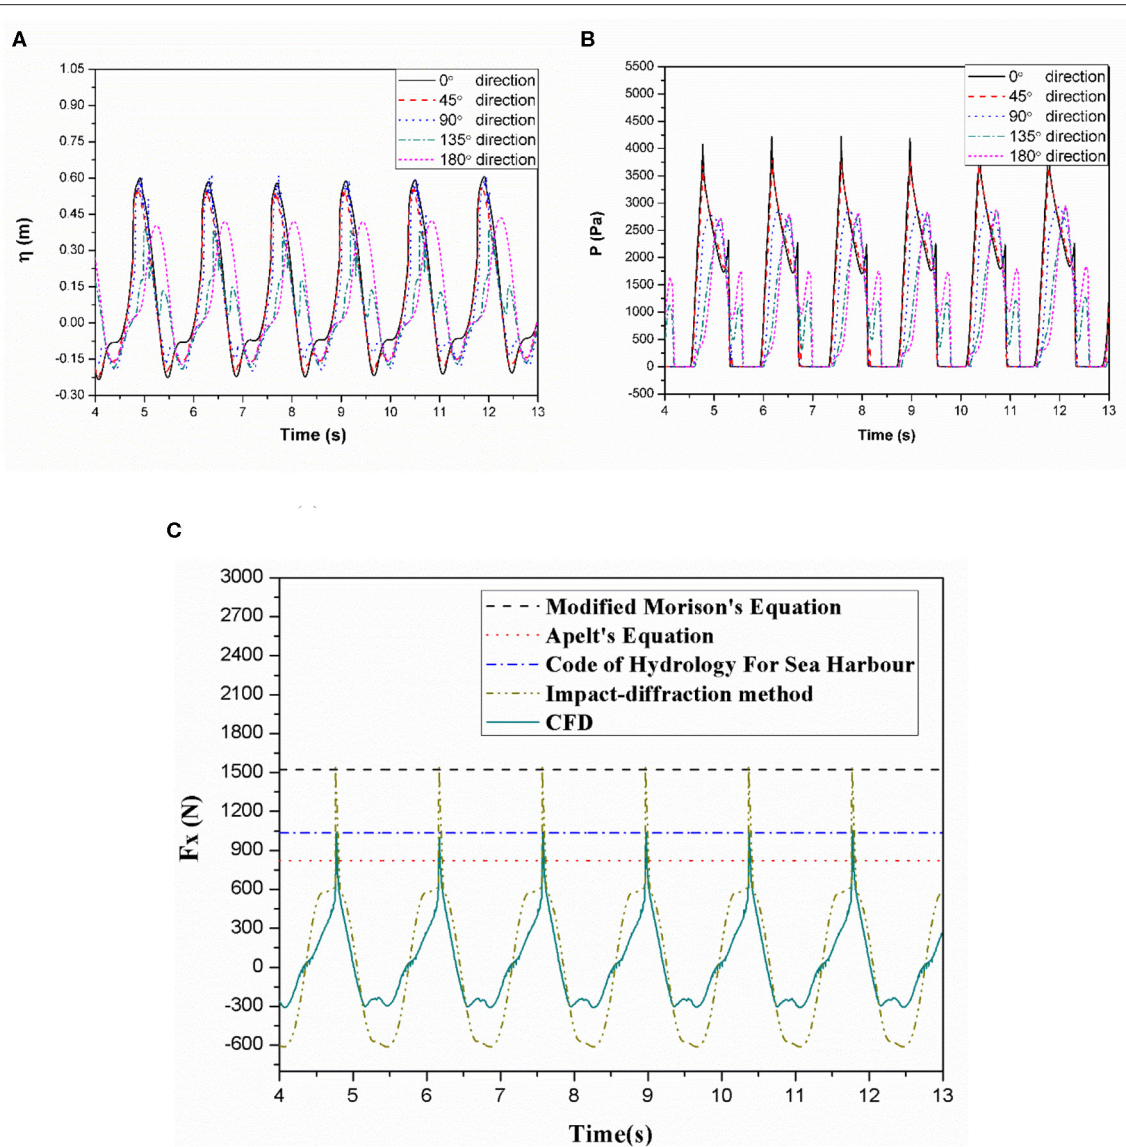 A
1.05
0.90
0.75
0.60
0.45
0.30
0.15
0.00
-0.15
-0.30
η (m)
0° direction
45° direction
90° direction
135° direction
180° direction
4 5 6 7 8 9 10 11 12 13
Time (s)
B
5500
5000
4500
4000
3500
3000
2500
2000
1500
1000
500
0
-500
P (Pa)
0° direction
45° direction
90° direction
135° direction
180° direction
4 5 6 7 8 9 10 11 12 13
Time (s)
C
3000
2700
2400
2100
1800
1500
1200
900
600
300
0
-300
-600
Fx (N)
Modified Morison's Equation
Apelt's Equation
Code of Hydrology For Sea Harbour
Impact-diffraction method
CFD
4 5 6 7 8 9 10 11 12 13
Time(s)